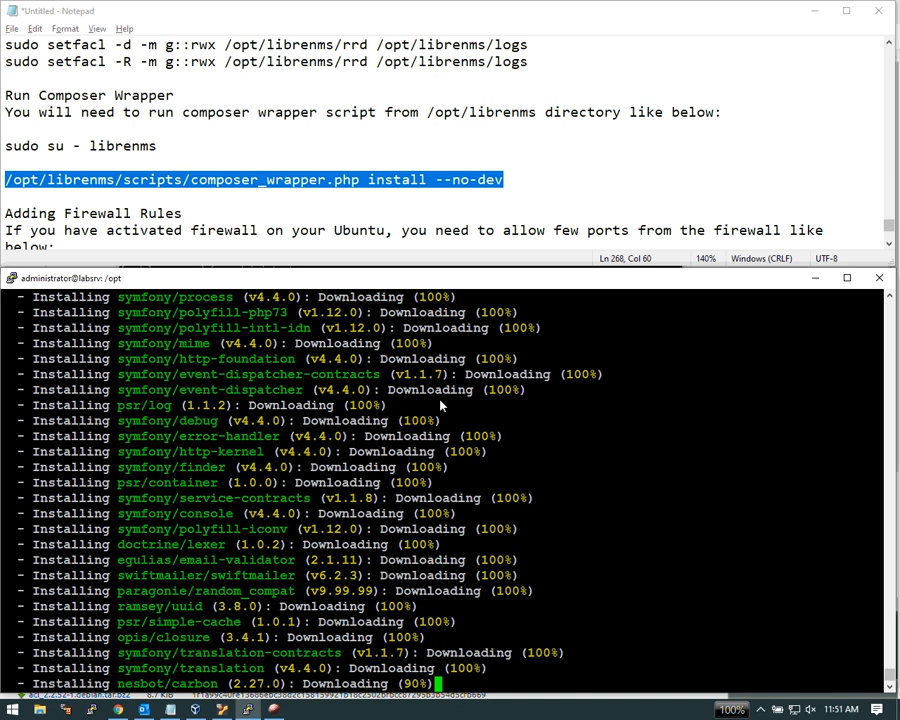 *Untitled - Notepad
File Edit Format View Help
sudo setfacl -d -m g::rwx /opt/librenms/rrd /opt/librenms/logs
sudo setfacl -R -m g::rwx /opt/librenms/rrd /opt/librenms/logs
Run Composer Wrapper
You will need to run composer wrapper script from /opt/librenms directory like below:
sudo su - librenms
/opt/librenms/scripts/composer_wrapper.php install --no-dev
Adding Firewall Rules
If you have activated firewall on your Ubuntu, you need to allow few ports from the firewall like
below:
Ln 268, Col 60 140% Windows (CRLF) UTF-8
administrator@labsrv: /opt
- Installing symfony/process (v4.4.0): Downloading (100%)
- Installing symfony/polyfill-php73 (v1.12.0): Downloading (100%)
- Installing symfony/polyfill-intl-idn (v1.12.0): Downloading (100%)
- Installing symfony/mime (v4.4.0): Downloading (100%)
- Installing symfony/http-foundation (v4.4.0): Downloading (100%)
- Installing symfony/event-dispatcher-contracts (v1.1.7): Downloading (100%)
- Installing symfony/event-dispatcher (v4.4.0): Downloading (100%)
- Installing psr/log (1.1.2): Downloading (100%)
- Installing symfony/debug (v4.4.0): Downloading (100%)
- Installing symfony/error-handler (v4.4.0): Downloading (100%)
- Installing symfony/http-kernel (v4.4.0): Downloading (100%)
- Installing symfony/finder (v4.4.0): Downloading (100%)
- Installing psr/container (1.0.0): Downloading (100%)
- Installing symfony/service-contracts (v1.1.8): Downloading (100%)
- Installing symfony/console (v4.4.0): Downloading (100%)
- Installing symfony/polyfill-iconv (v1.12.0): Downloading (100%)
- Installing doctrine/lexer (1.0.2): Downloading (100%)
- Installing egulias/email-validator (2.1.11): Downloading (100%)
- Installing swiftmailer/swiftmailer (v6.2.3): Downloading (100%)
- Installing paragonie/random_compat (v9.99.99): Downloading (100%)
- Installing ramsey/uuid (3.8.0): Downloading (100%)
- Installing psr/simple-cache (1.0.1): Downloading (100%)
- Installing opis/closure (3.4.1): Downloading (100%)
- Installing symfony/translation-contracts (v1.1.7): Downloading (100%)
- Installing symfony/translation (v4.4.0): Downloading (100%)
- Installing nesbot/carbon (2.27.0): Downloading (90%)
100% 11:51 AM